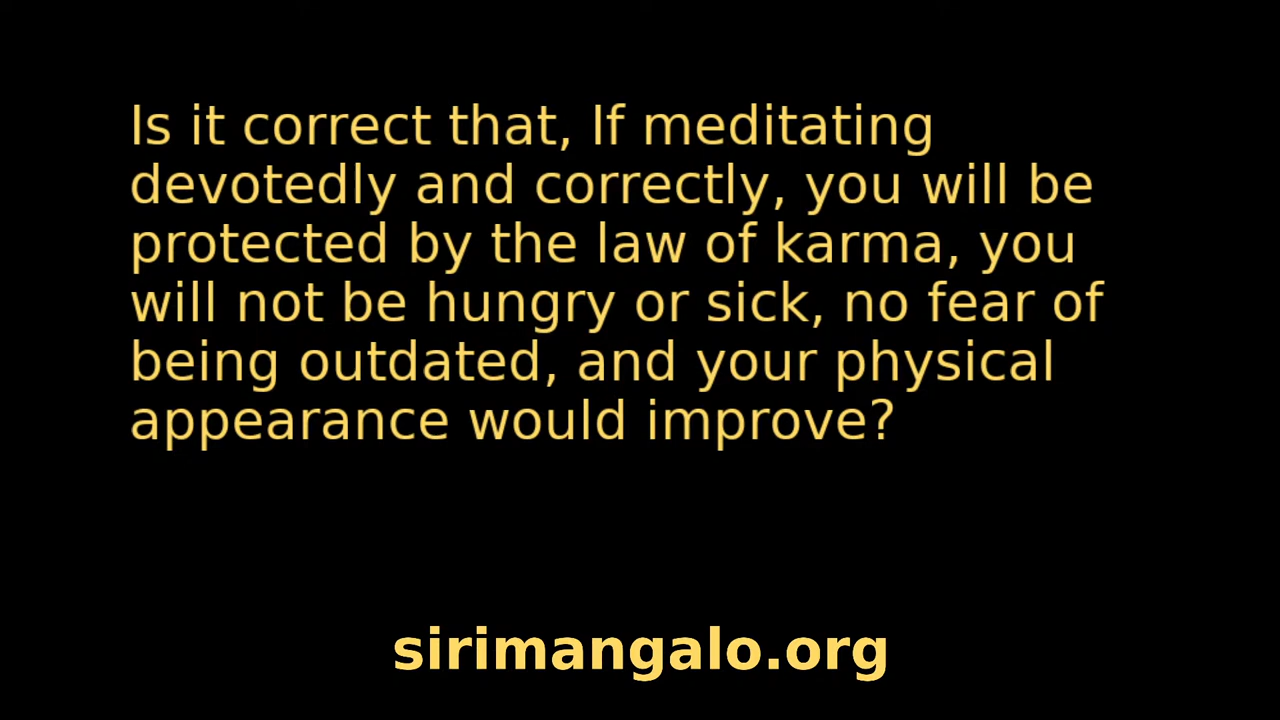 Is it correct that, If meditating
devotedly and correctly, you will be
protected by the law of karma, you
will not be hungry or sick, no fear of
being outdated, and your physical
appearance would improve?
sirimangalo.org